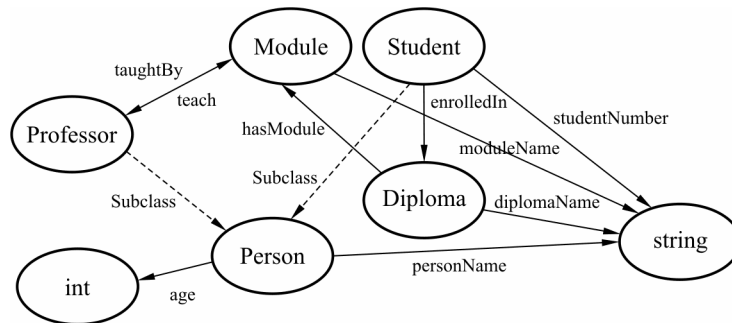 Module
Student
taughtBy
teach
enrolledIn
studentNumber
Professor
hasModule
moduleName
Subclass
Subclass
Diploma
diplomaName
string
Person
personName
int
age